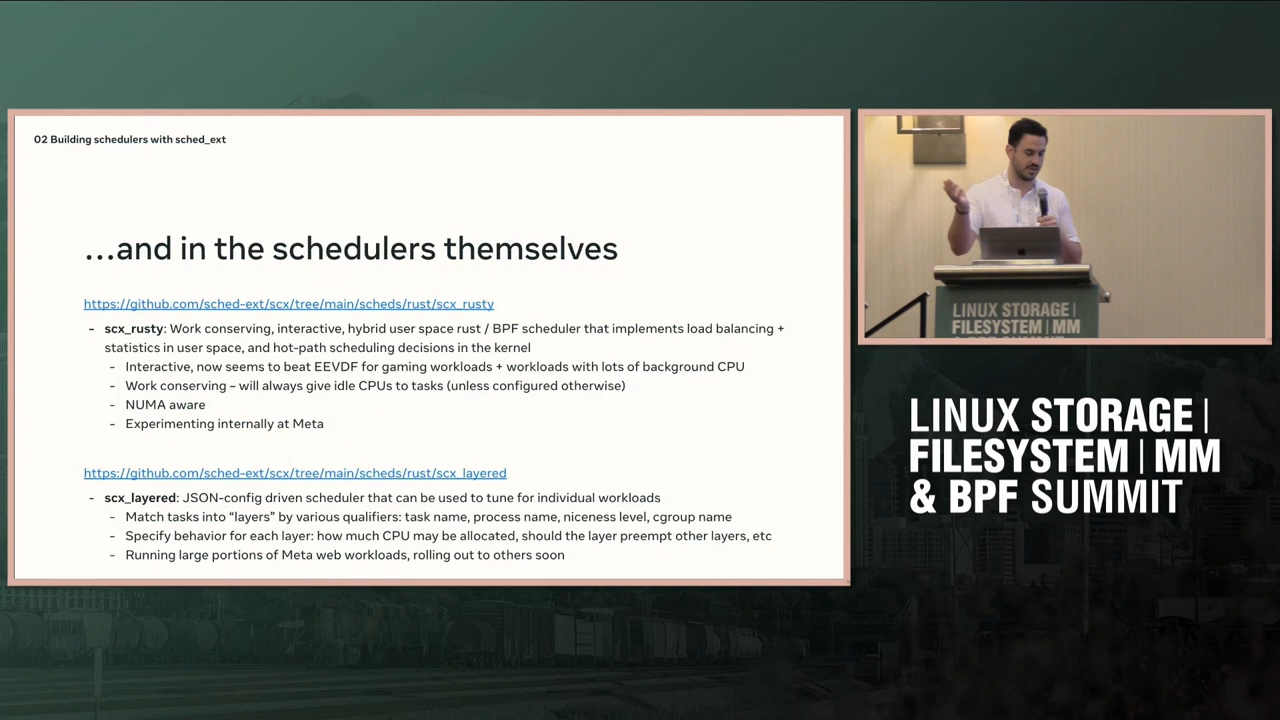 02 Building schedulers with sched_ext
…and in the schedulers themselves
https://github.com/sched-ext/scx/tree/main/scheds/rust/scx_rusty
- scx_rusty: Work conserving, interactive, hybrid user space rust / BPF scheduler that implements load balancing +
statistics in user space, and hot-path scheduling decisions in the kernel
- Interactive, now seems to beat EEVDF for gaming workloads + workloads with lots of background CPU
- Work conserving – will always give idle CPUs to tasks (unless configured otherwise)
- NUMA aware
- Experimenting internally at Meta
https://github.com/sched-ext/scx/tree/main/scheds/rust/scx_layered
- scx_layered: JSON-config driven scheduler that can be used to tune for individual workloads
- Match tasks into “layers” by various qualifiers: task name, process name, niceness level, cgroup name
- Specify behavior for each layer: how much CPU may be allocated, should the layer preempt other layers, etc
- Running large portions of Meta web workloads, rolling out to others soon
LINUX STORAGE |
FILESYSTEM | MM
& BPF SUMMIT
LINUX STORAGE |
FILESYSTEM | MM
& BPF SUMMIT